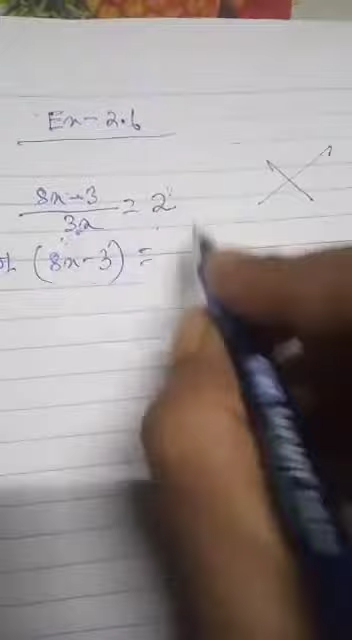 Ex - 2.6
8x-3/3x = 2
(8x-3) =